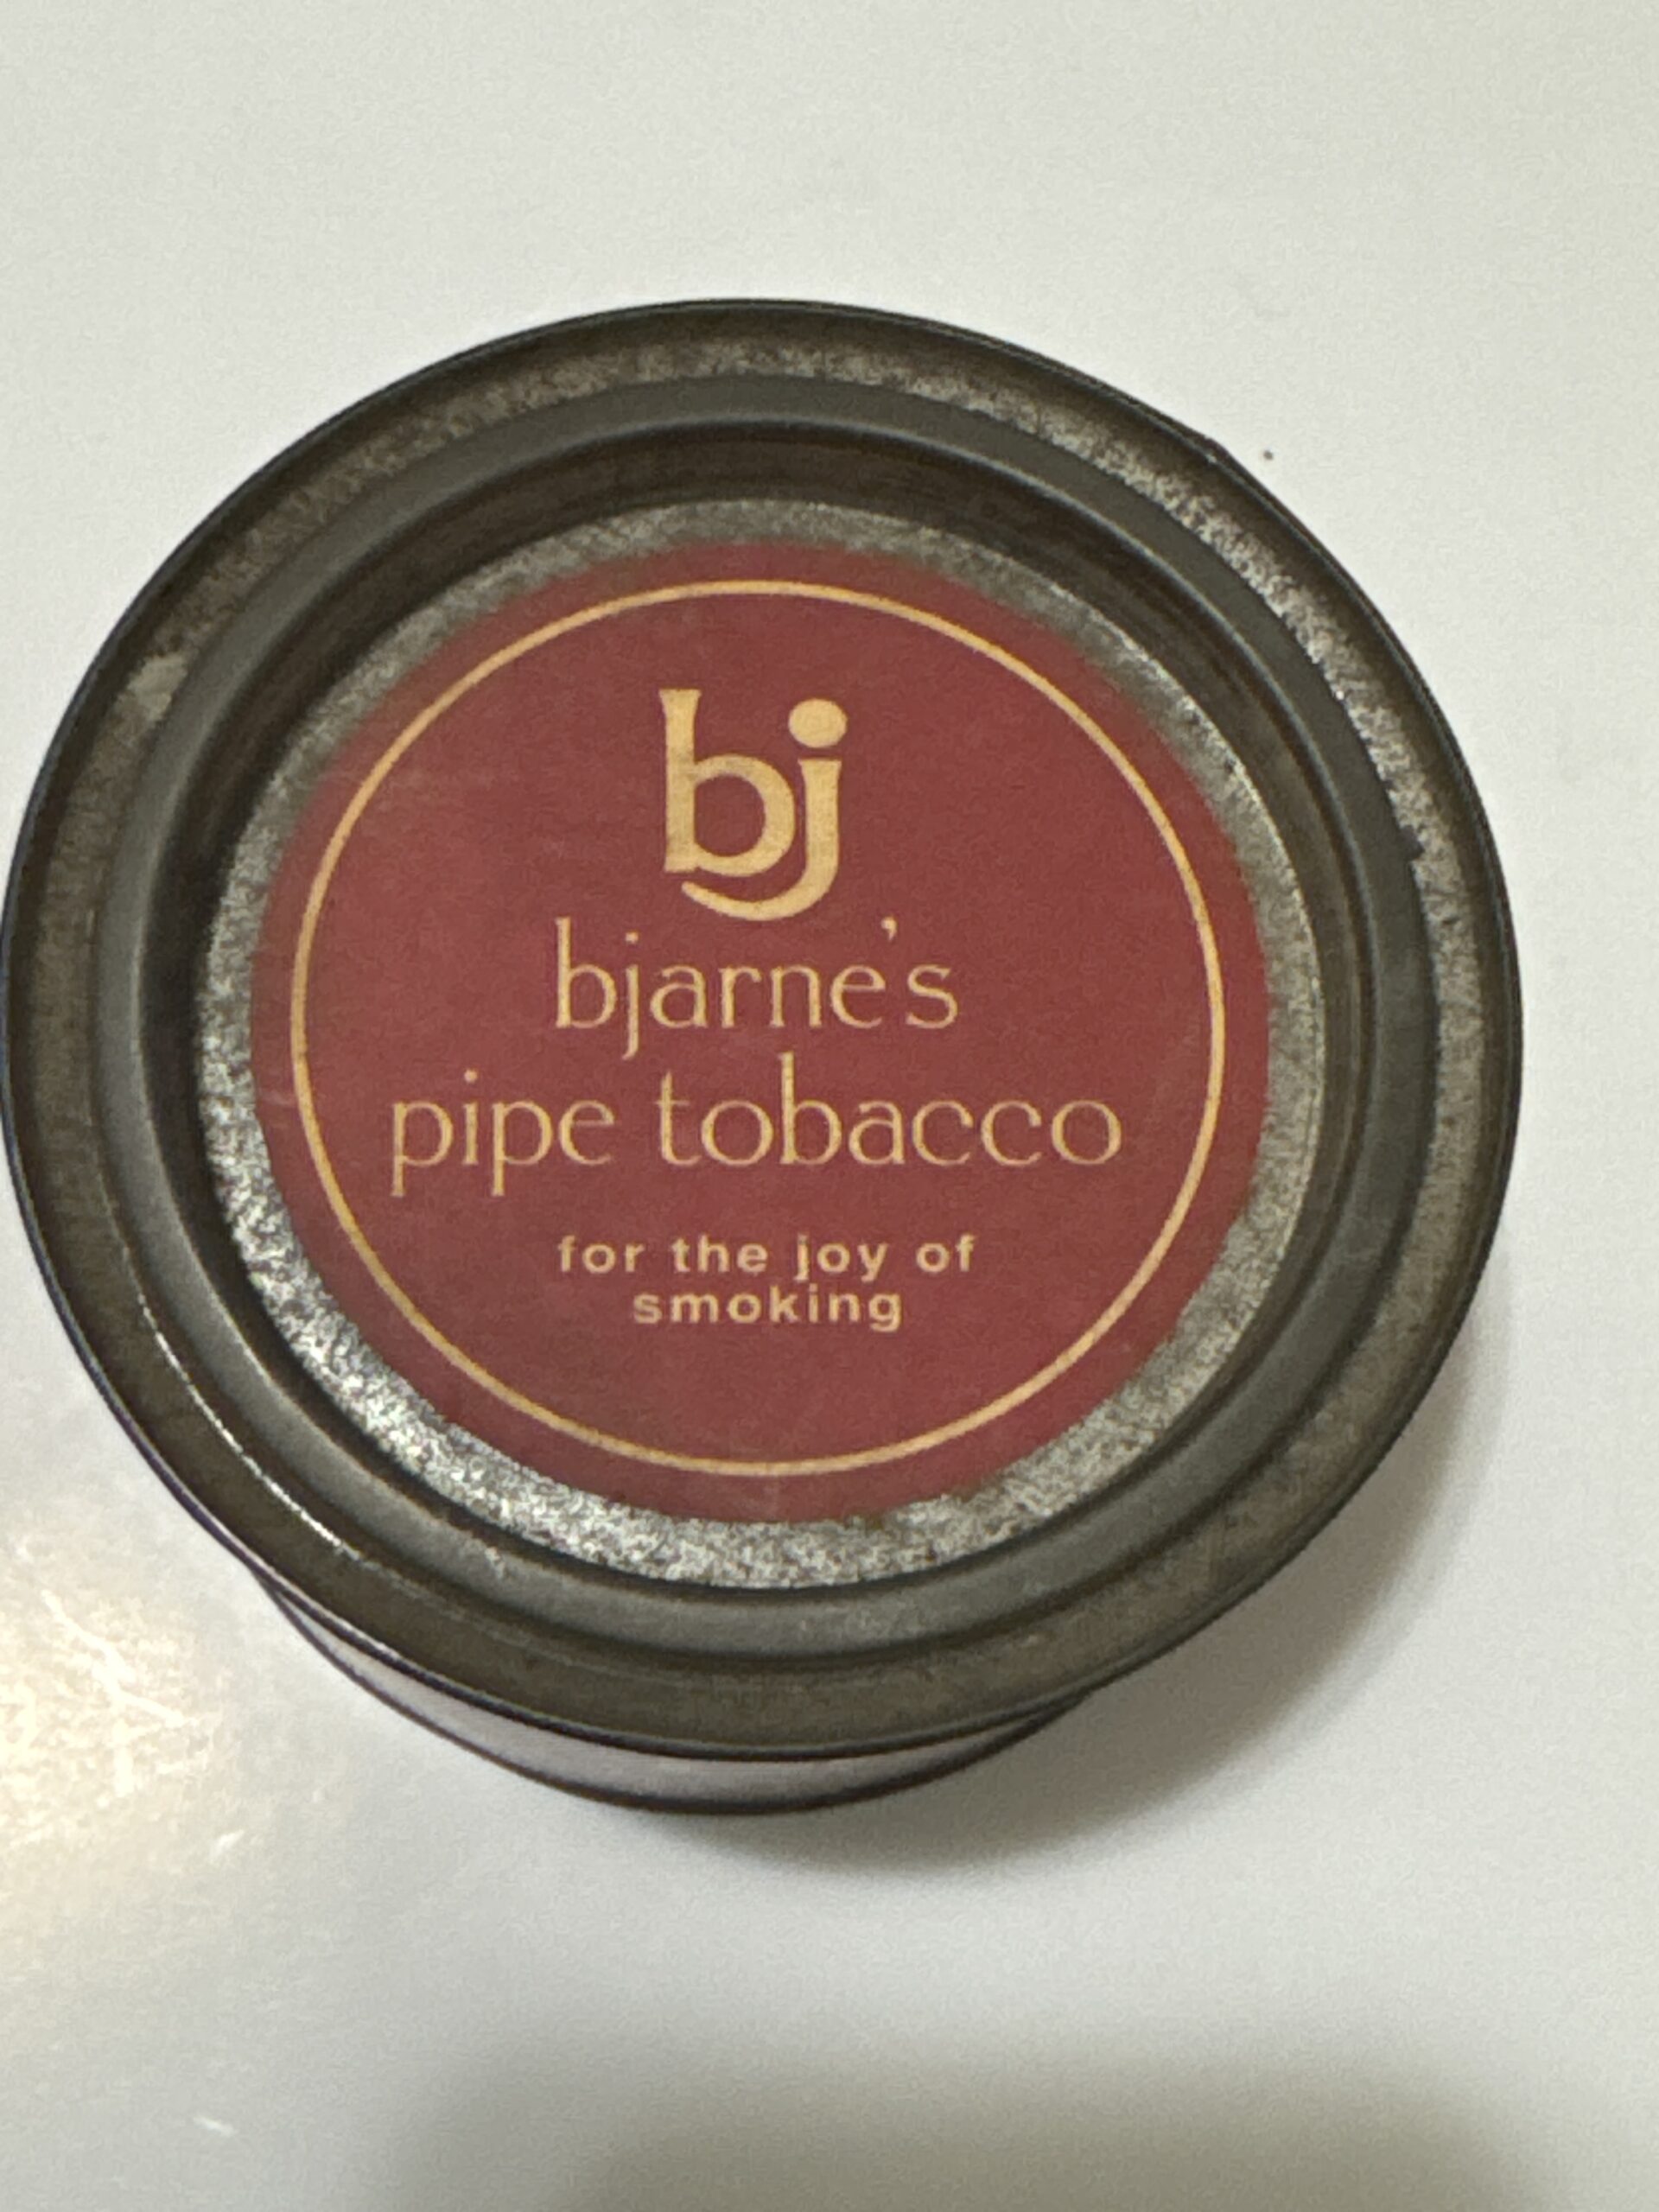 bj
bjarne's
pipe tobacco
for the joy of
smoking